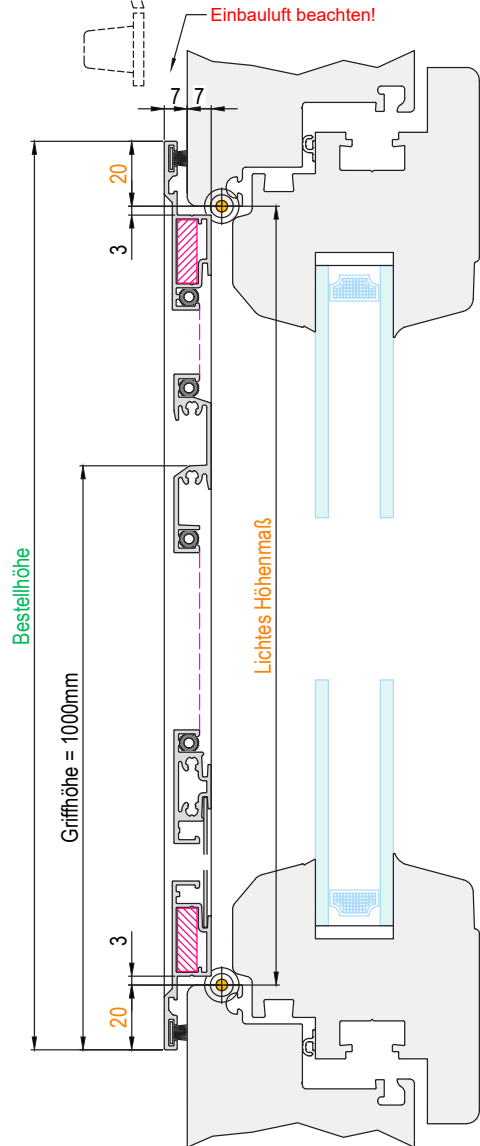 Einbauluft beachten!
7 7
20
3
Bestellhöhe
Griffhöhe = 1000mm
Lichtes Höhenmaß
3
20